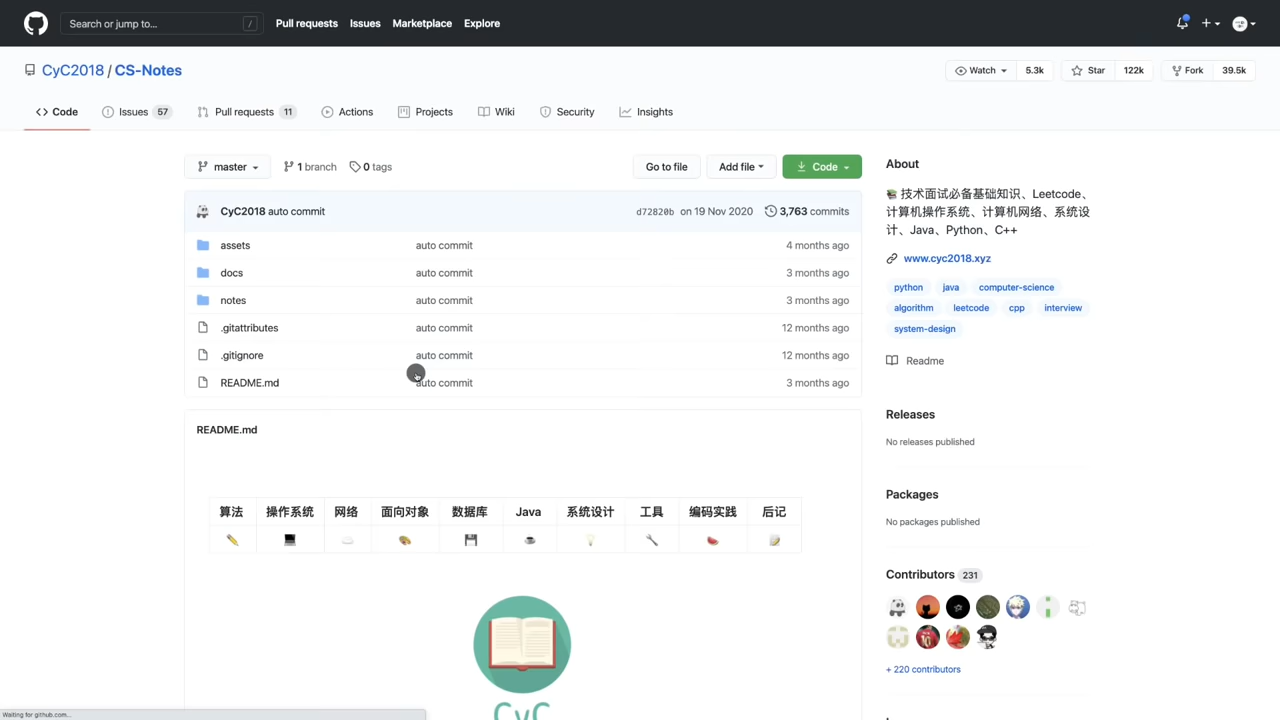 Search or jump to... /
Pull requests Issues Marketplace Explore
CyC2018 / CS-Notes
Watch 5.3k Star 122k Fork 39.5k
Code Issues 57 Pull requests 11 Actions Projects Wiki Security Insights
master 1 branch 0 tags Go to file Add file Code
CyC2018 auto commit d72820b on 19 Nov 2020 3,763 commits
assets auto commit 4 months ago
docs auto commit 3 months ago
notes auto commit 3 months ago
.gitattributes auto commit 12 months ago
.gitignore auto commit 12 months ago
README.md auto commit 3 months ago
README.md
算法 操作系统 网络 面向对象 数据库 Java 系统设计 工具 编码实践 后记
CyC
About
技术面试必备基础知识、Leetcode、
计算机操作系统、计算机网络、系统设
计、Java、Python、C++
www.cyc2018.xyz
python java computer-science
algorithm leetcode cpp interview
system-design
Readme
Releases
No releases published
Packages
No packages published
Contributors 231
+ 220 contributors
Waiting for github.com...